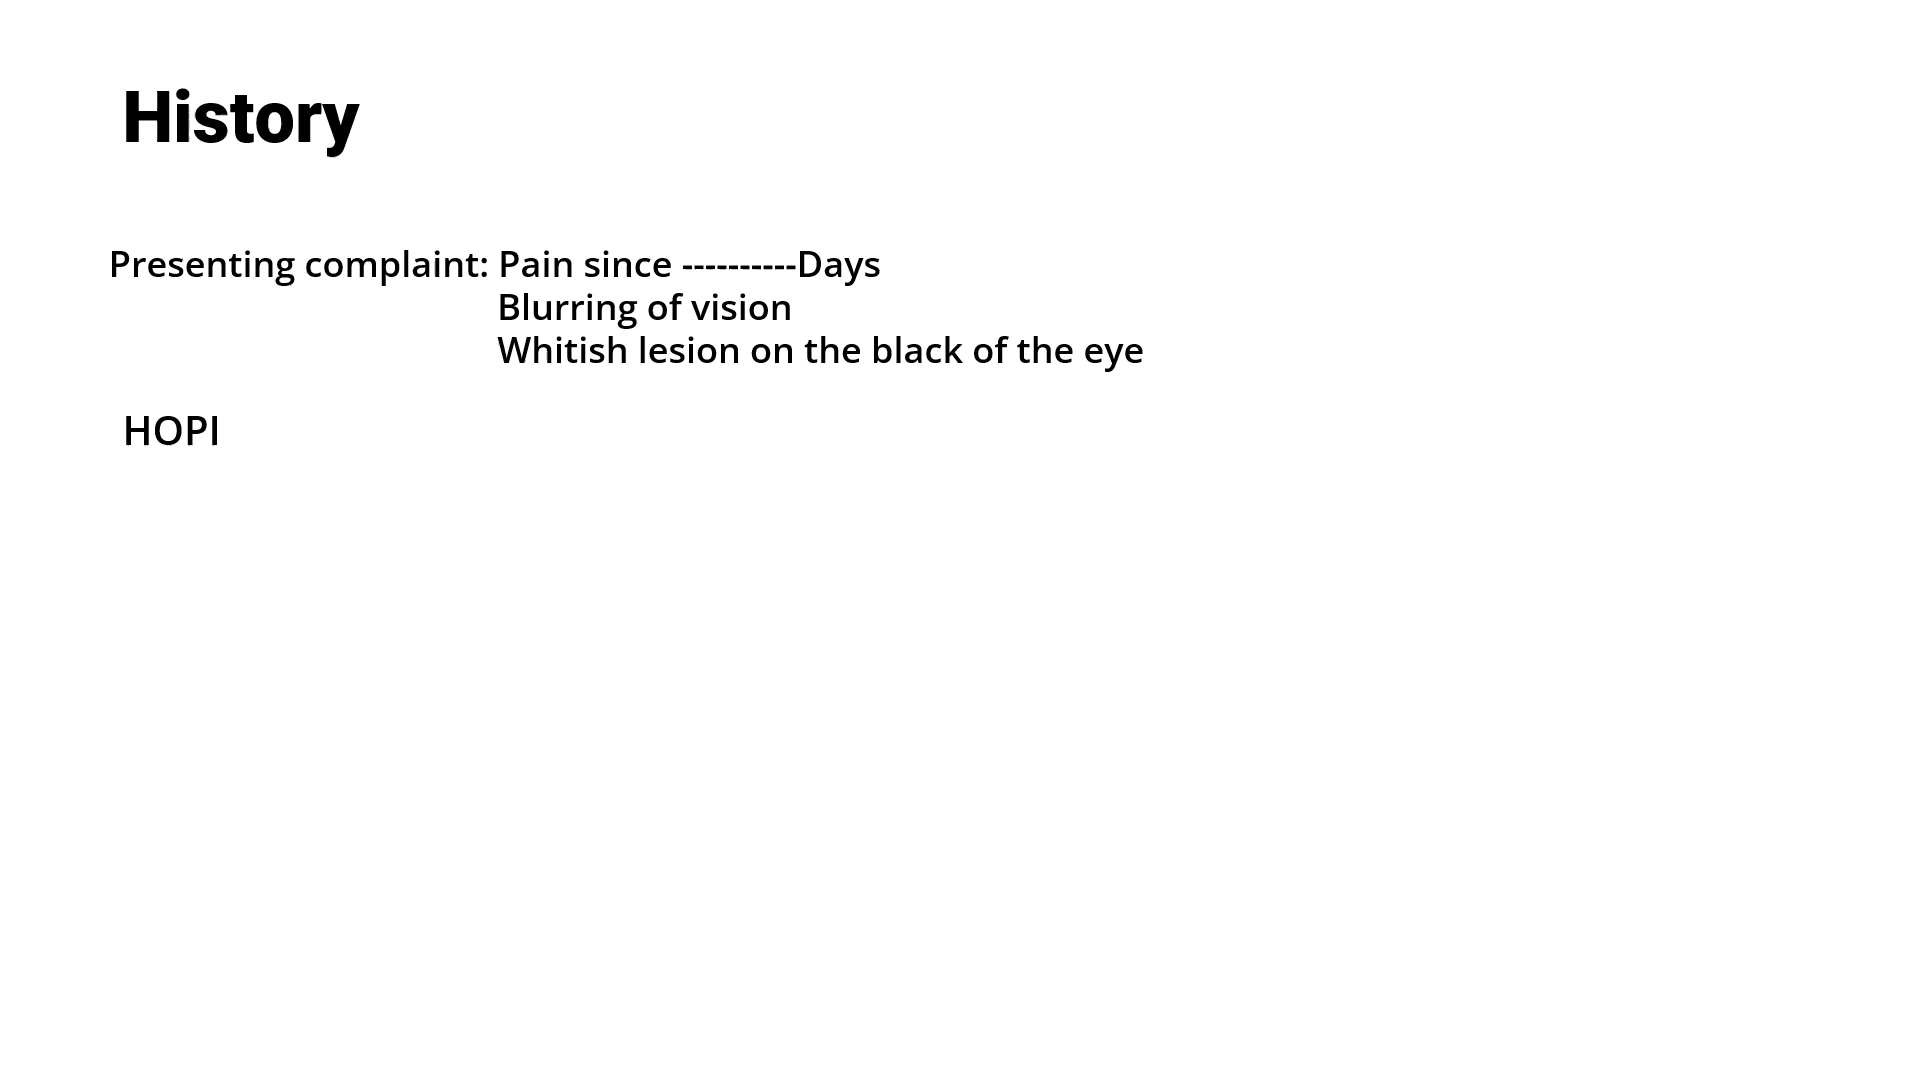 History
Presenting complaint: Pain since ----------Days
Blurring of vision
Whitish lesion on the black of the eye
HOPI